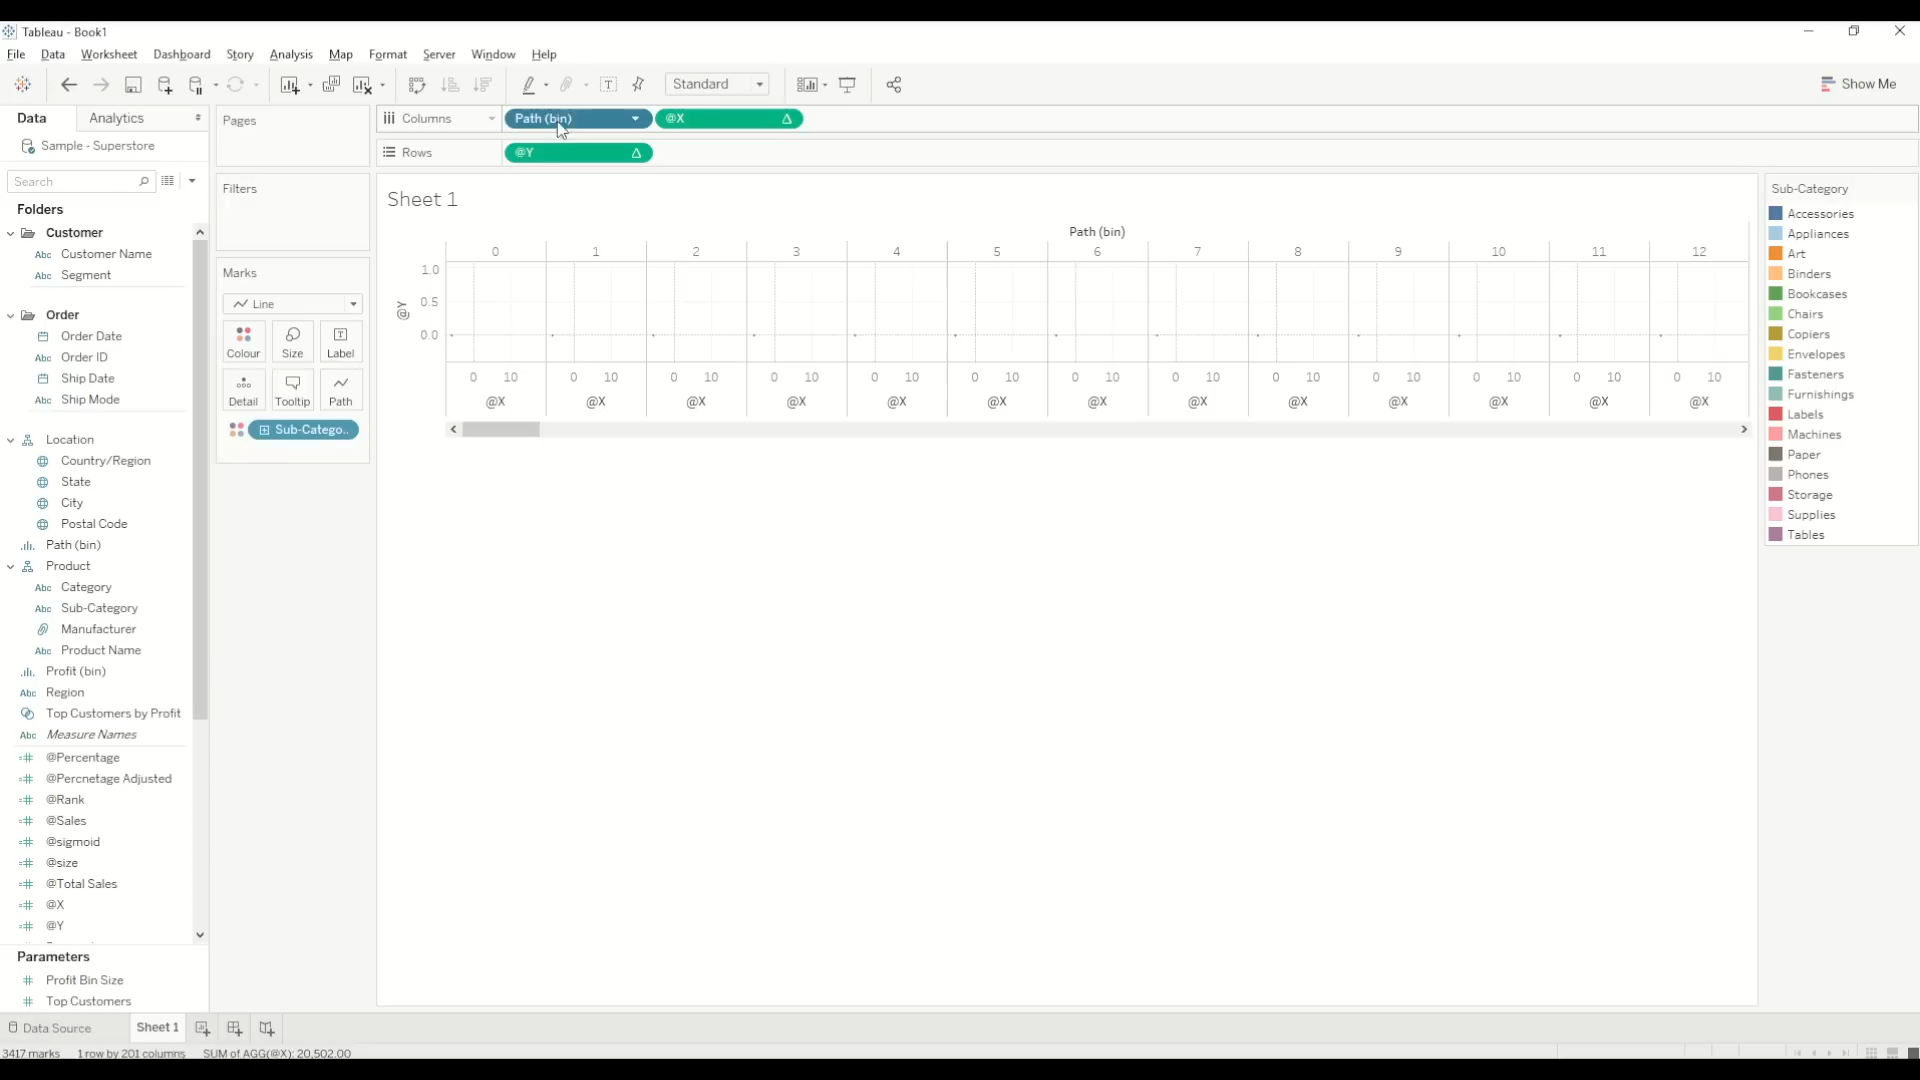 Tableau - Book1
File Data Worksheet Dashboard Story Analysis Map Format Server Window Help
Standard
Show Me
Data Analytics
Sample - Superstore
Search
Folders
Customer
Abc Customer Name
Abc Segment
Order
Order Date
Abc Order ID
Ship Date
Abc Ship Mode
Location
Country/Region
State
City
Postal Code
Path (bin)
Product
Abc Category
Abc Sub-Category
Manufacturer
Abc Product Name
Profit (bin)
Abc Region
Top Customers by Profit
Abc Measure Names
=# @Percentage
=# @Percnetage Adjusted
=# @Rank
=# @Sales
=# @sigmoid
=# @size
=# @Total Sales
=# @X
=# @Y
Parameters
# Profit Bin Size
# Top Customers
Pages
Filters
Marks
Line
Colour Size Label
Detail Tooltip Path
Sub-Catego..
Columns Path (bin) @X
Rows @Y
Sheet 1
Path (bin)
0 1 2 3 4 5 6 7 8 9 10 11 12
@Y
1.0
0.5
0.0
0 10 0 10 0 10 0 10 0 10 0 10 0 10 0 10 0 10 0 10 0 10 0 10 0 10
@X @X @X @X @X @X @X @X @X @X @X @X @X
Sub-Category
Accessories
Appliances
Art
Binders
Bookcases
Chairs
Copiers
Envelopes
Fasteners
Furnishings
Labels
Machines
Paper
Phones
Storage
Supplies
Tables
Data Source Sheet 1
3417 marks 1 row by 201 columns SUM of AGG(@X): 20,502.00